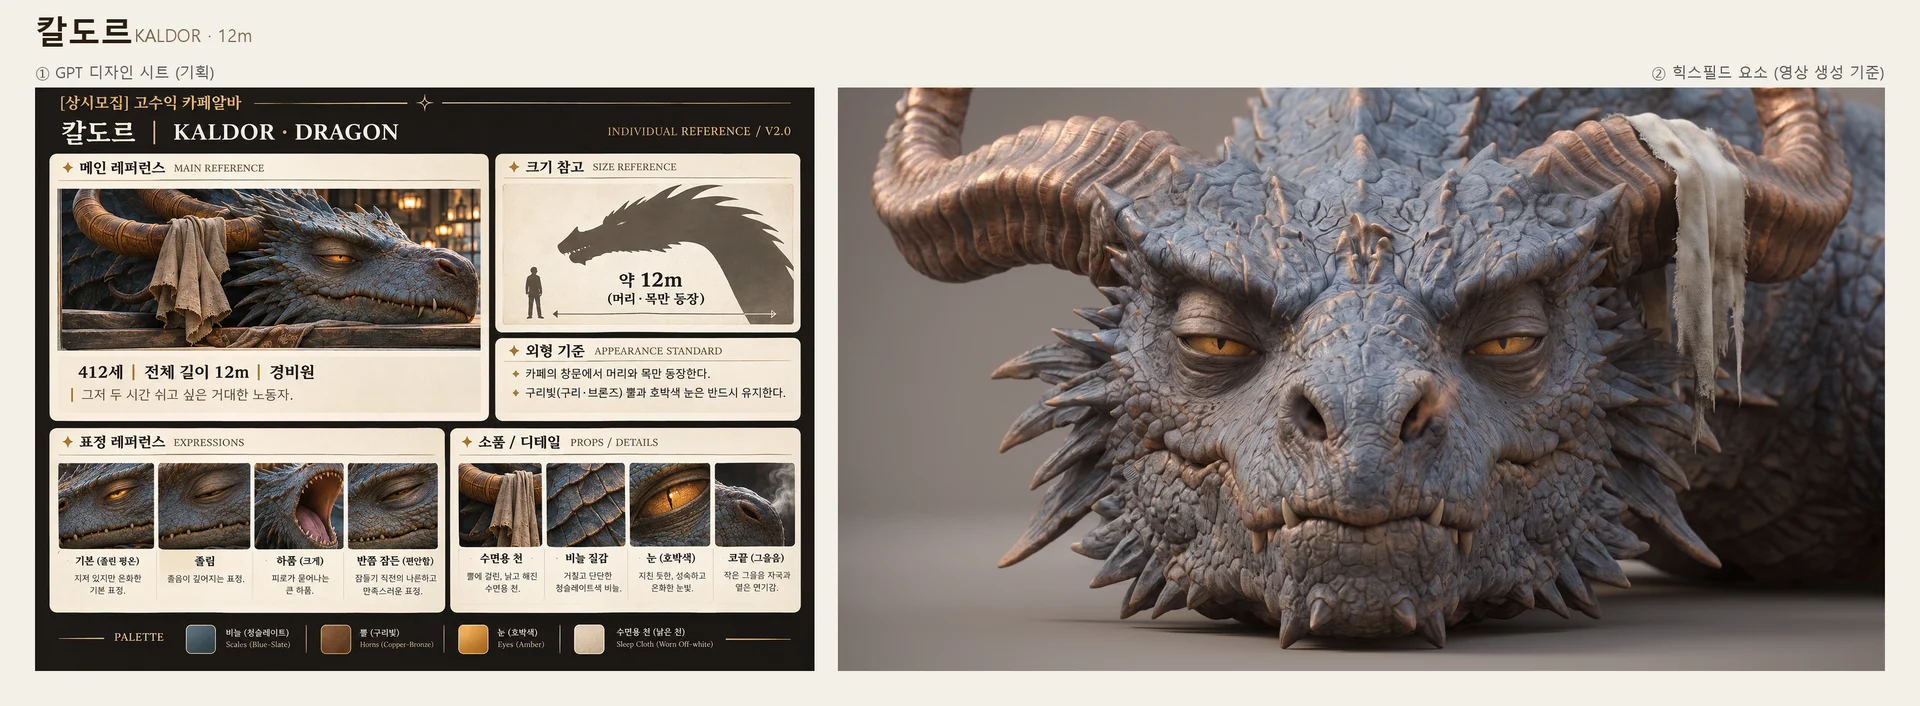 칼도르 KALDOR · 12m
① GPT 디자인 시트 (기획)
② 힉스필드 요소 (영상 생성 기준)
[상시모집] 고수익 카페알바
칼도르 | KALDOR · DRAGON
INDIVIDUAL REFERENCE / V2.0
메인 레퍼런스 MAIN REFERENCE
412세 | 전체 길이 12m | 경비원
그저 두 시간 쉬고 싶은 거대한 노동자.
크기 참고 SIZE REFERENCE
약 12m
(머리·목만 등장)
외형 기준 APPEARANCE STANDARD
카페의 창문에서 머리와 목만 등장한다.
구리빛(구리·브론즈) 뿔과 호박색 눈은 반드시 유지한다.
표정 레퍼런스 EXPRESSIONS
기본 (졸린 평온)
지쳐 있지만 온화한
기본 표정.
졸림
졸음이 깊어지는 표정.
하품 (크게)
피로가 묻어나는
큰 하품.
반쯤 잠든 (편안함)
잠들기 직전의 나른하고
만족스러운 표정.
소품 / 디테일 PROPS / DETAILS
수면용 천
뿔에 걸린, 낡고 해진
수면용 천.
비늘 질감
거칠고 단단한
청슬레이트색 비늘.
눈 (호박색)
지친 듯한, 성숙하고
온화한 눈빛.
코끝 (그을음)
작은 그을음 자국과
옅은 연기감.
PALETTE
비늘 (청슬레이트)
Scales (Blue-Slate)
뿔 (구리빛)
Horns (Copper-Bronze)
눈 (호박색)
Eyes (Amber)
수면용 천 (낡은 천)
Sleep Cloth (Worn Off-white)